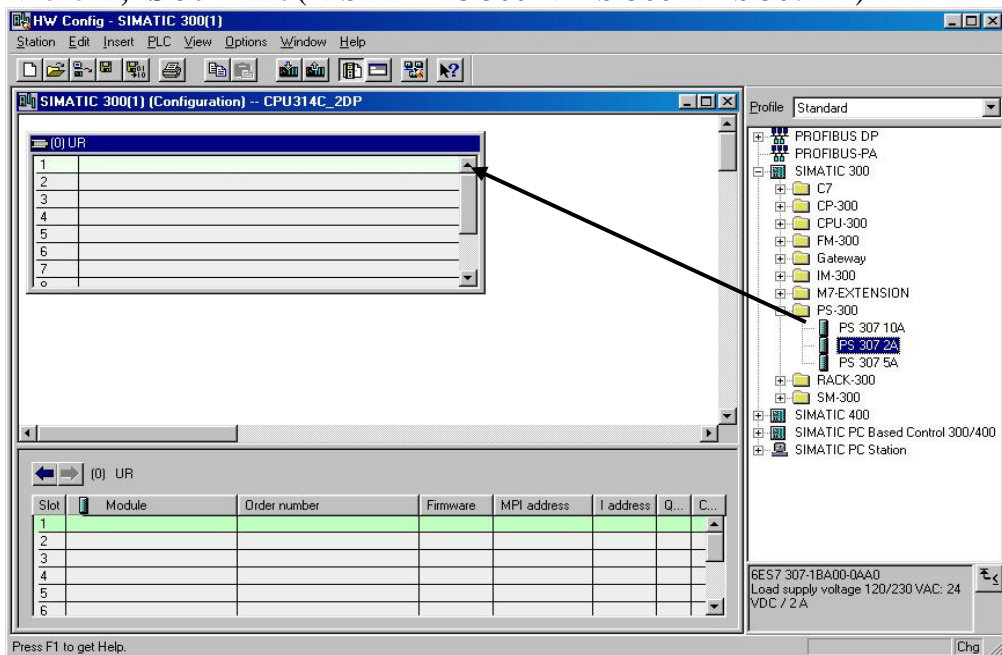 HW Config - SIMATIC 300(1)
Station Edit Insert PLC View Options Window Help
SIMATIC 300(1) (Configuration) -- CPU314C_2DP
(0) UR
1
2
3
4
5
6
7
Profile Standard
PROFIBUS DP
PROFIBUS-PA
SIMATIC 300
C7
CP-300
CPU-300
FM-300
Gateway
IM-300
M7-EXTENSION
PS-300
PS 307 10A
PS 307 2A
PS 307 5A
RACK-300
SM-300
SIMATIC 400
SIMATIC PC Based Control 300/400
SIMATIC PC Station
(0) UR
Slot Module Order number Firmware MPI address I address Q... C...
1
2
3
4
5
6
6ES7 307-1BA00-0AA0
Load supply voltage 120/230 VAC: 24
VDC / 2 A
Press F1 to get Help.
Chg